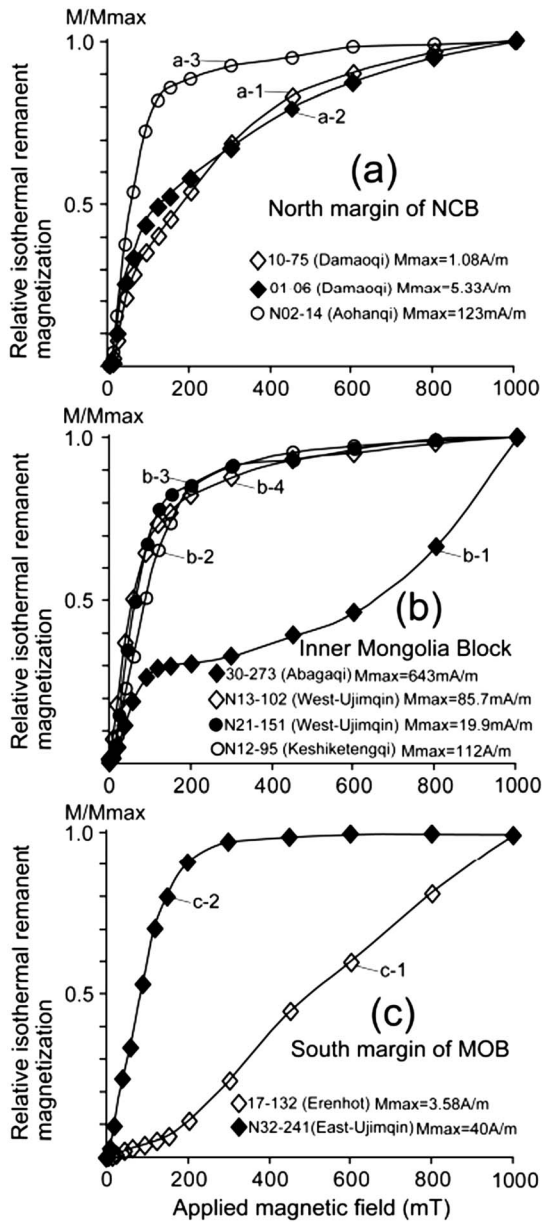 M/Mmax
1.0
a-3
a-1
a-2
(a)
0.5
North margin of NCB
10-75 (Damaoqi) Mmax=1.08A/m
01-06 (Damaoqi) Mmax=5.33A/m
N02-14 (Aohanqi) Mmax=123mA/m
Relative isothermal remanent
magnetization
0 200 400 600 800 1000
M/Mmax
1.0
b-3
b-4
b-2
b-1
0.5
(b)
Inner Mongolia Block
30-273 (Abagaqi) Mmax=643mA/m
N13-102 (West-Ujimqin) Mmax=85.7mA/m
N21-151 (West-Ujimqin) Mmax=19.9mA/m
N12-95 (Keshiketengqi) Mmax=112A/m
Relative isothermal remanent
magnetization
0 200 400 600 800 1000
M/Mmax
1.0
c-2
c-1
0.5
(c)
South margin of MOB
17-132 (Erenhot) Mmax=3.58A/m
N32-241(East-Ujimqin) Mmax=40A/m
Relative isothermal remanent
magnetization
0 200 400 600 800 1000
Applied magnetic field (mT)